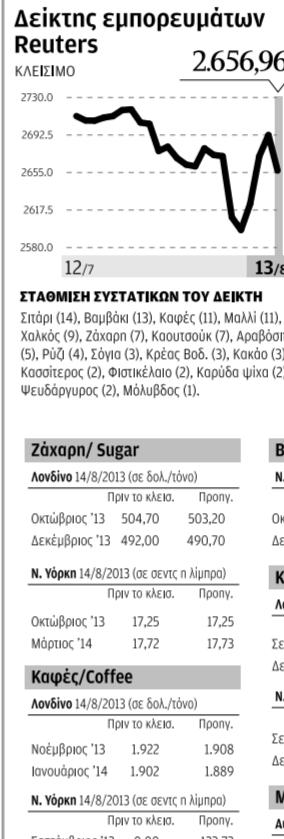 Δείκτης εμπορευμάτων
Reuters
ΚΛΕΙΣΙΜΟ
2.656,96
2730.0
2692.5
2655.0
2617.5
2580.0
12/7
13/8
ΣΤΑΘΜΙΣΗ ΣΥΣΤΑΤΙΚΩΝ ΤΟΥ ΔΕΙΚΤΗ
Σιτάρι (14), Βαμβάκι (13), Καφές (11), Μαλλί (11),
Χαλκός (9), Ζάχαρη (7), Καουτσούκ (7),
(5), Ρύζι (4), Σόγια (3), Κρέας Βοδ. (3), Κακάο (3)
Κασσίτερος (2), Φιστικέλαιο (2), Καρύδα ψίχα (2)
Ψευδάργυρος (2), Μόλυβδος (1).
Ζάχαρη/ Sugar
Λονδίνο 14/8/2013 (σε δολ./τόνο)
Πριν το κλεισ. Προηγ.
Οκτώβριος '13 504,70 503,20
Δεκέμβριος '13 492,00 490,70
Ν. Υόρκη 14/8/2013 (σε σεντς η λίμπρα)
Πριν το κλεισ. Προηγ.
Οκτώβριος '13 17,25 17,25
Μάρτιος '14 17,72 17,73
Καφές/Coffee
Λονδίνο 14/8/2013 (σε δολ./τόνο)
Πριν το κλεισ. Προηγ.
Νοέμβριος '13 1.922 1.908
Ιανουάριος '14 1.902 1.889
Ν. Υόρκη 14/8/2013 (σε σεντς η λίμπρα)
Πριν το κλεισ. Προηγ.